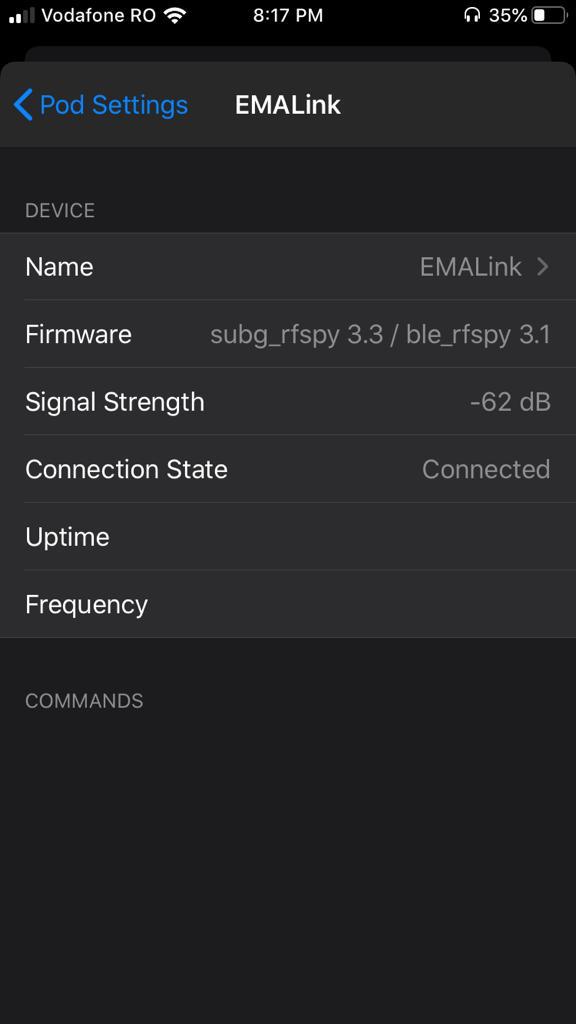 Vodafone RO 8:17 PM 35%
Pod Settings EMALink
DEVICE
Name EMALink
Firmware subg_rfspy 3.3 / ble_rfspy 3.1
Signal Strength -62 dB
Connection State Connected
Uptime
Frequency
COMMANDS